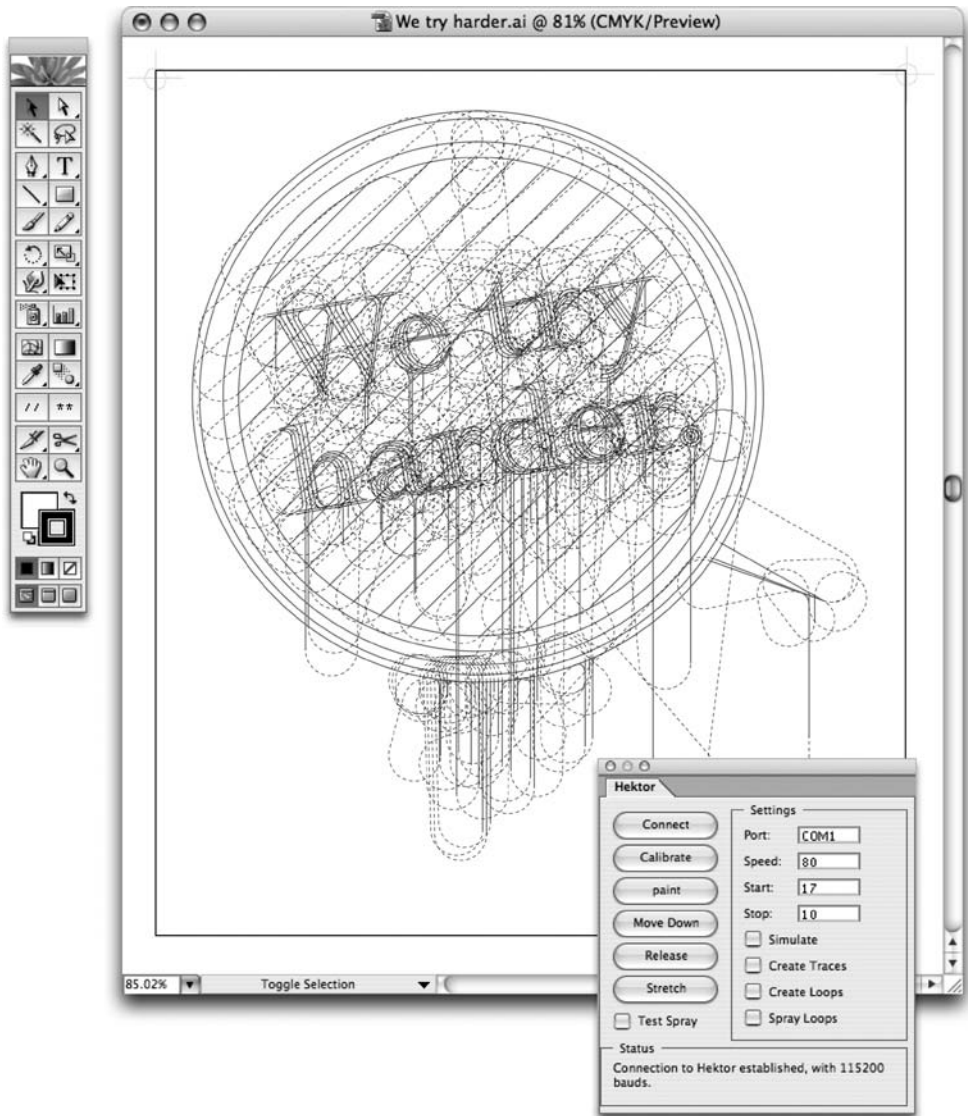 We try harder.ai @ 81% (CMYK/Preview)
T
We try
harder.
85.02%
Toggle Selection
Hektor
Connect
Calibrate
paint
Move Down
Release
Stretch
Test Spray
Settings
Port: COM1
Speed: 80
Start: 17
Stop: 10
Simulate
Create Traces
Create Loops
Spray Loops
Status
Connection to Hektor established, with 115200
bauds.